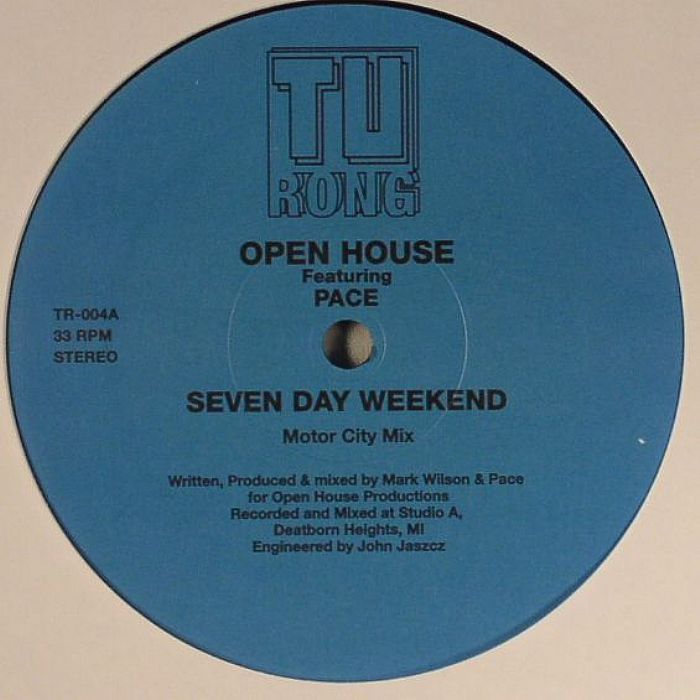 TU
RONG
OPEN HOUSE
Featuring
PACE
TR-004A
33 RPM
STEREO
SEVEN DAY WEEKEND
Motor City Mix
Written, Produced & mixed by Mark Wilson & Pace
for Open House Productions
Recorded and Mixed at Studio A,
Deatborn Heights, MI
Engineered by John Jaszcz